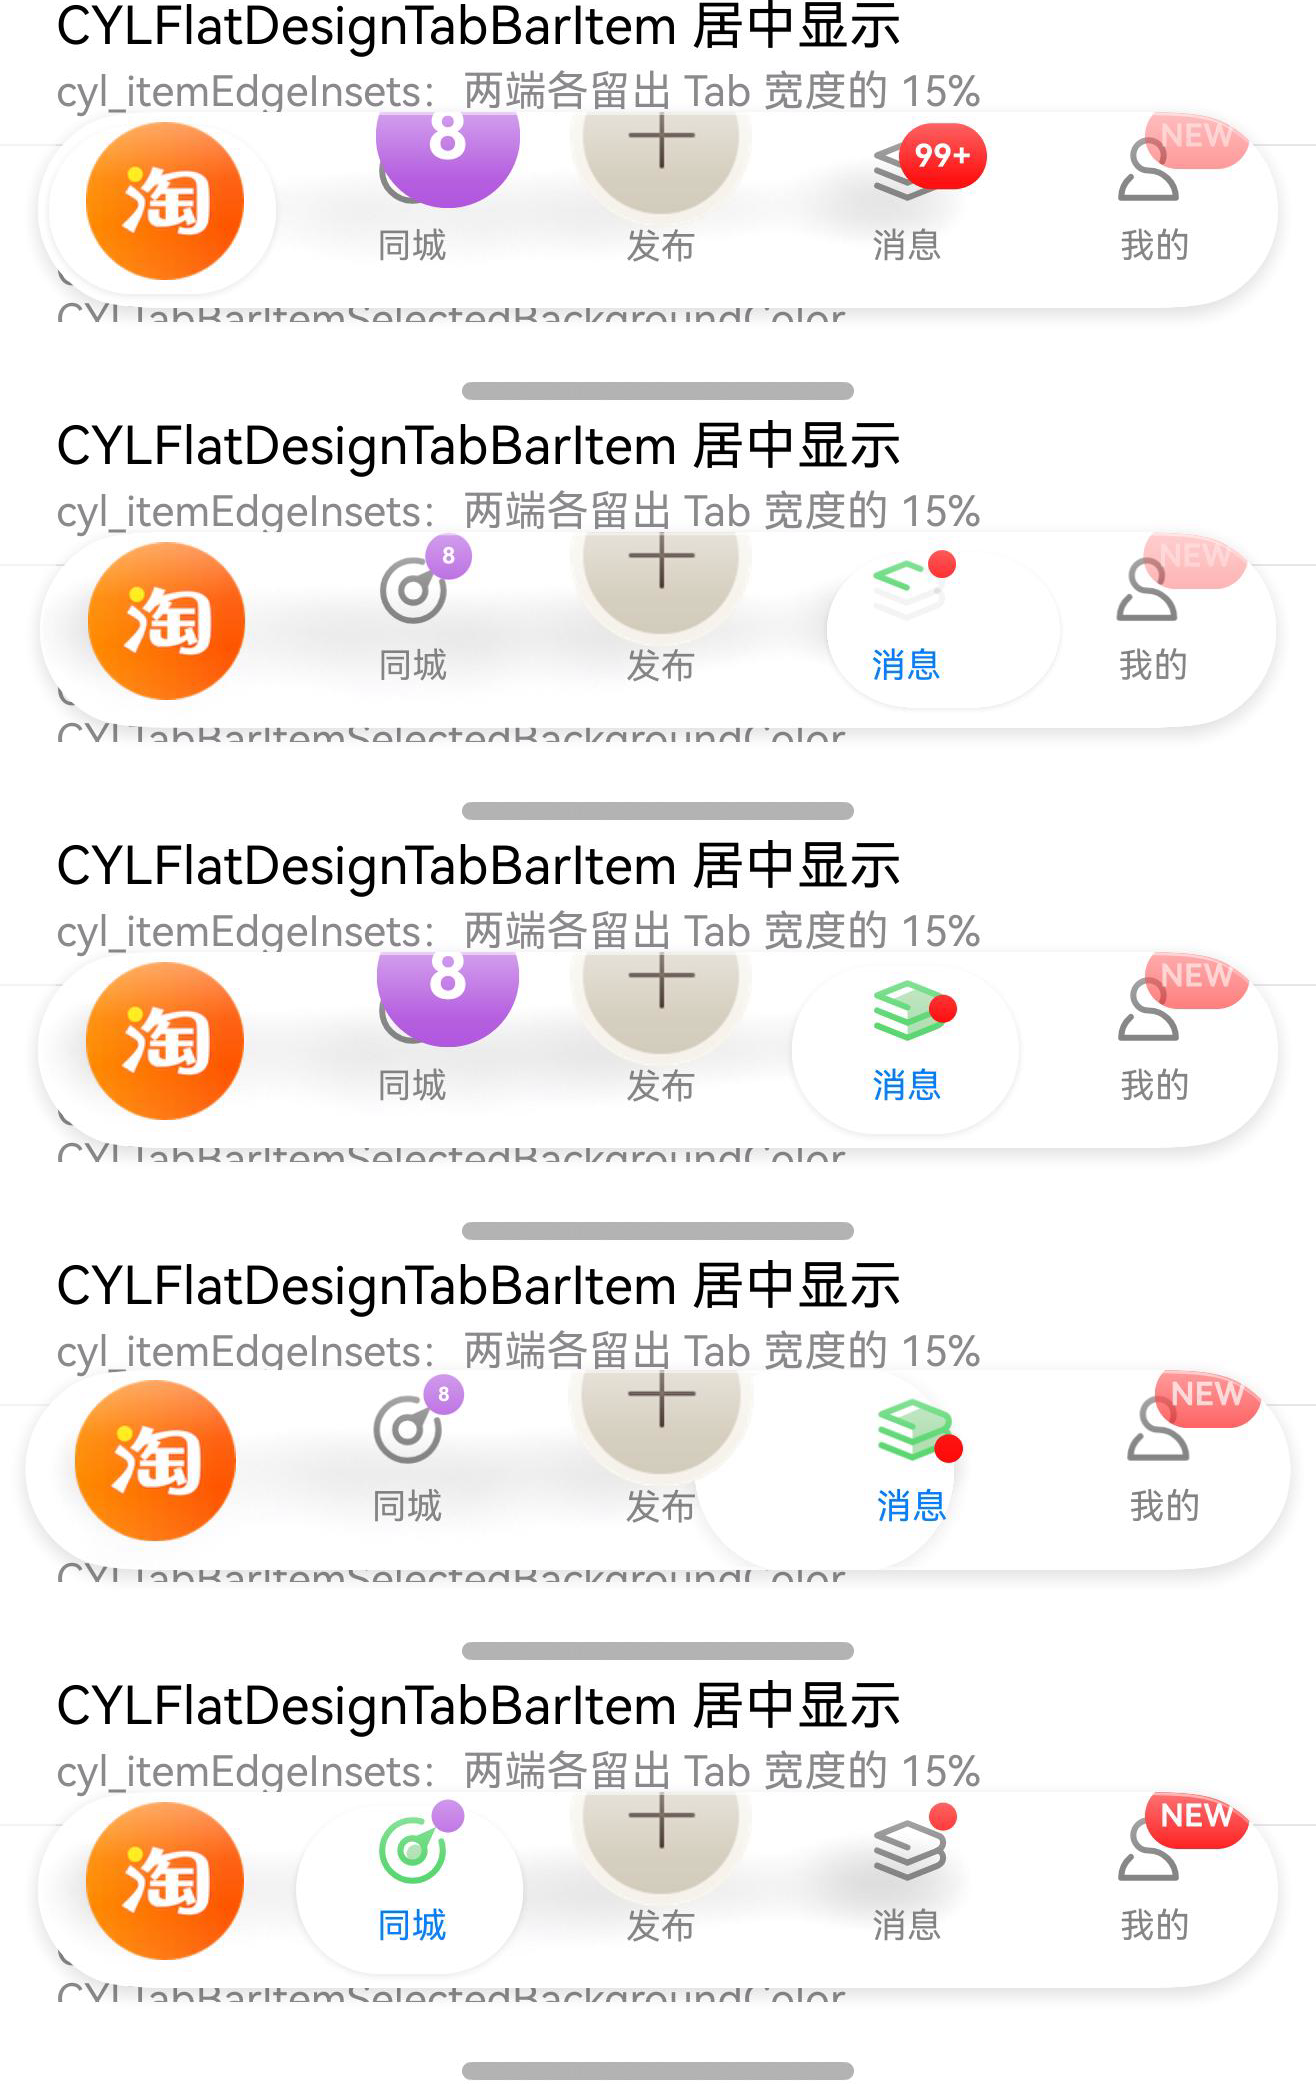 CYLFlatDesignTabBarItem 居中显示
cyl_itemEdgeInsets：两端各留出 Tab 宽度的 15%
淘
8
99+
NEW
同城
发布
消息
我的
CYLTabBarItemSelectedBackgroundColor
CYLFlatDesignTabBarItem 居中显示
cyl_itemEdgeInsets：两端各留出 Tab 宽度的 15%
淘
8
NEW
同城
发布
消息
我的
CYLTabBarItemSelectedBackgroundColor
CYLFlatDesignTabBarItem 居中显示
cyl_itemEdgeInsets：两端各留出 Tab 宽度的 15%
淘
8
NEW
同城
发布
消息
我的
CYLTabBarItemSelectedBackgroundColor
CYLFlatDesignTabBarItem 居中显示
cyl_itemEdgeInsets：两端各留出 Tab 宽度的 15%
淘
8
NEW
同城
发布
消息
我的
CYLTabBarItemSelectedBackgroundColor
CYLFlatDesignTabBarItem 居中显示
cyl_itemEdgeInsets：两端各留出 Tab 宽度的 15%
淘
NEW
同城
发布
消息
我的
CYLTabBarItemSelectedBackgroundColor